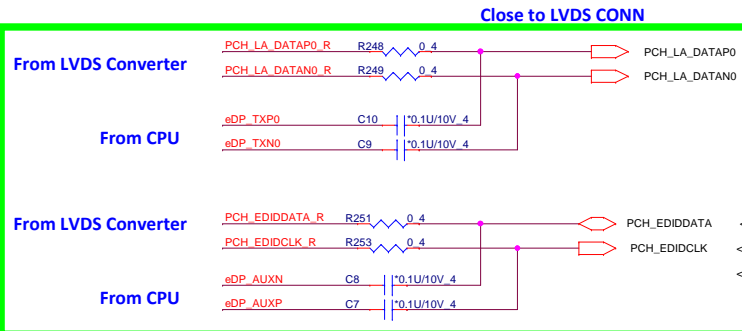 Close to LVDS CONN
From LVDS Converter
PCH_LA_DATAP0_R R248 0_4 PCH_LA_DATAP0
PCH_LA_DATAN0_R R249 0_4 PCH_LA_DATAN0
From CPU
eDP_TXP0 C10 *0.1U/10V_4
eDP_TXN0 C9 *0.1U/10V_4
From LVDS Converter
PCH_EDIDDATA_R R251 0_4 PCH_EDIDDATA
PCH_EDIDCLK_R R253 0_4 PCH_EDIDCLK
From CPU
eDP_AUXN C8 *0.1U/10V_4
eDP_AUXP C7 *0.1U/10V_4